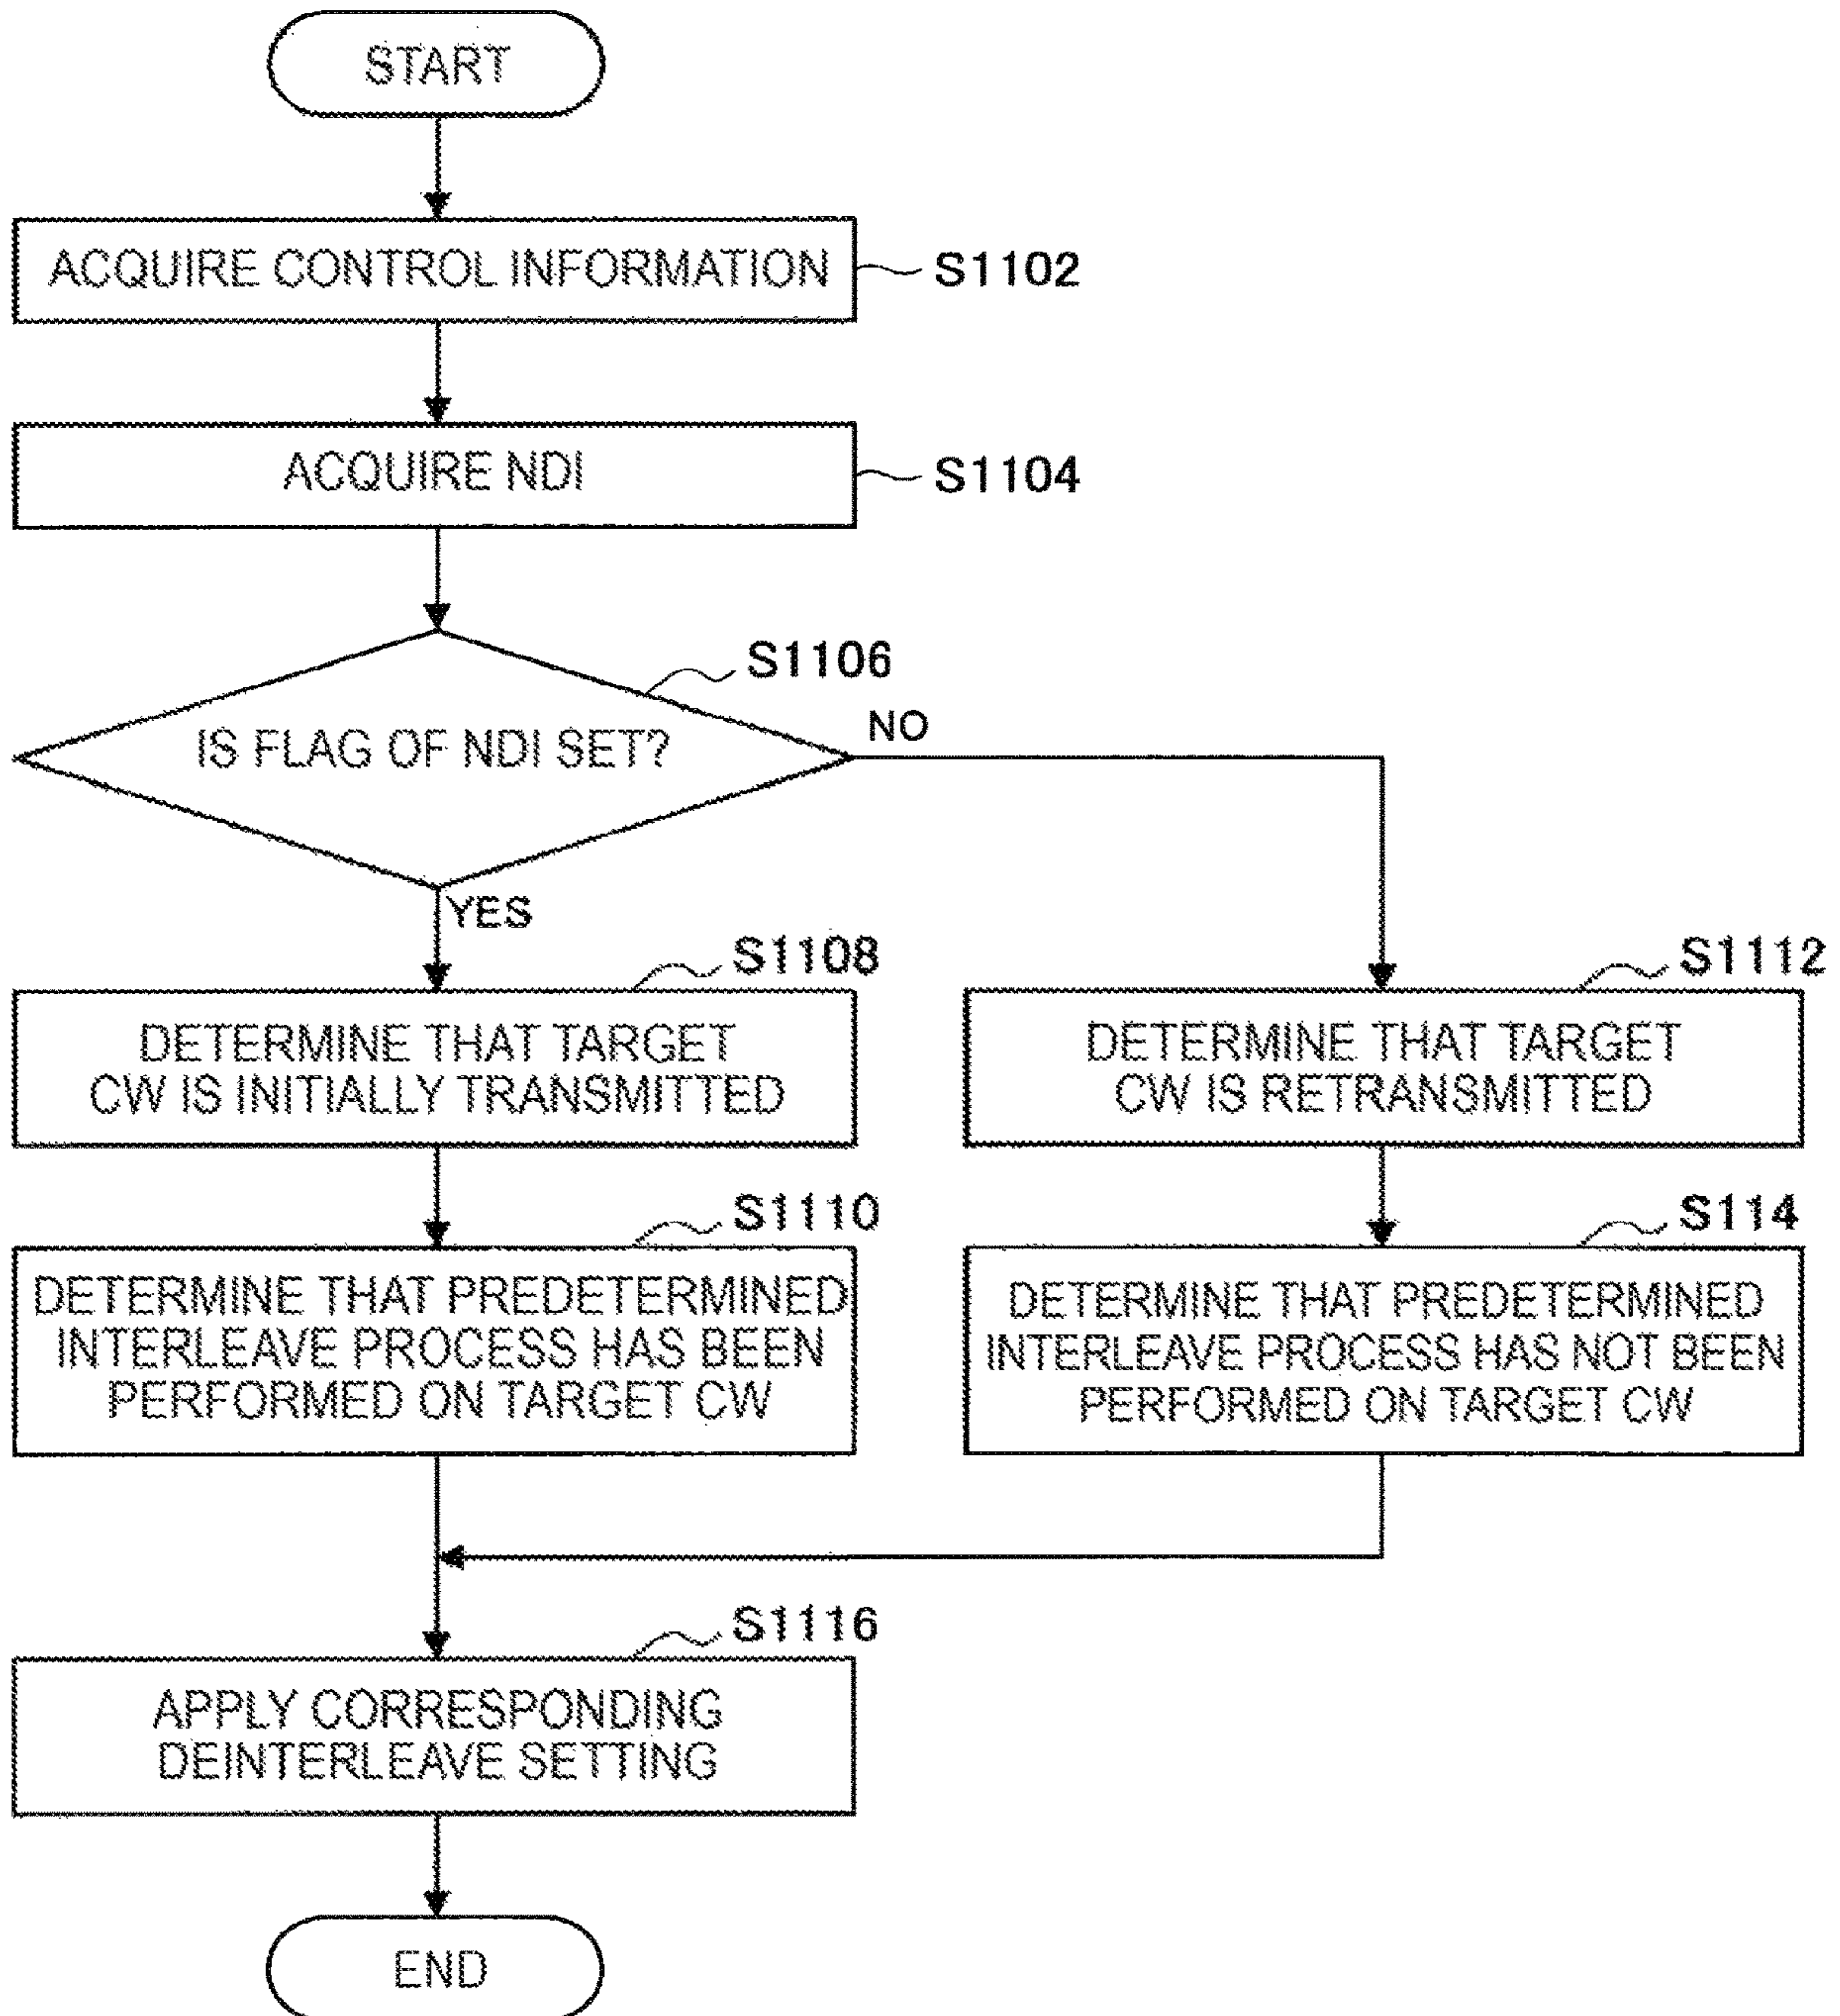 START
ACQUIRE CONTROL INFORMATION
S1102
ACQUIRE NDI
S1104
S1106
IS FLAG OF NDI SET?
NO
YES
S1108
DETERMINE THAT TARGET
CW IS INITIALLY TRANSMITTED
S1112
DETERMINE THAT TARGET
CW IS RETRANSMITTED
S1110
DETERMINE THAT PREDETERMINED
INTERLEAVE PROCESS HAS BEEN
PERFORMED ON TARGET CW
S114
DETERMINE THAT PREDETERMINED
INTERLEAVE PROCESS HAS NOT BEEN
PERFORMED ON TARGET CW
S1116
APPLY CORRESPONDING
DEINTERLEAVE SETTING
END